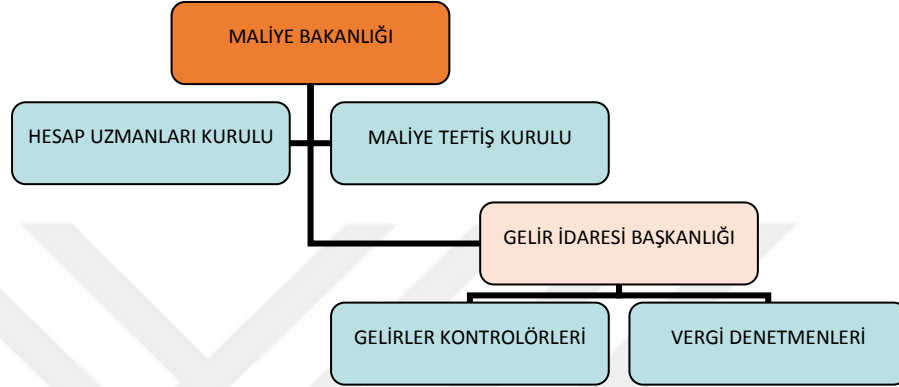 MALİYE BAKANLIĞI
HESAP UZMANLARI KURULU
MALİYE TEFTİŞ KURULU
GELİR İDARESİ BAŞKANLIĞI
GELİRLER KONTROLÖRLERİ
VERGİ DENETMENLERİ